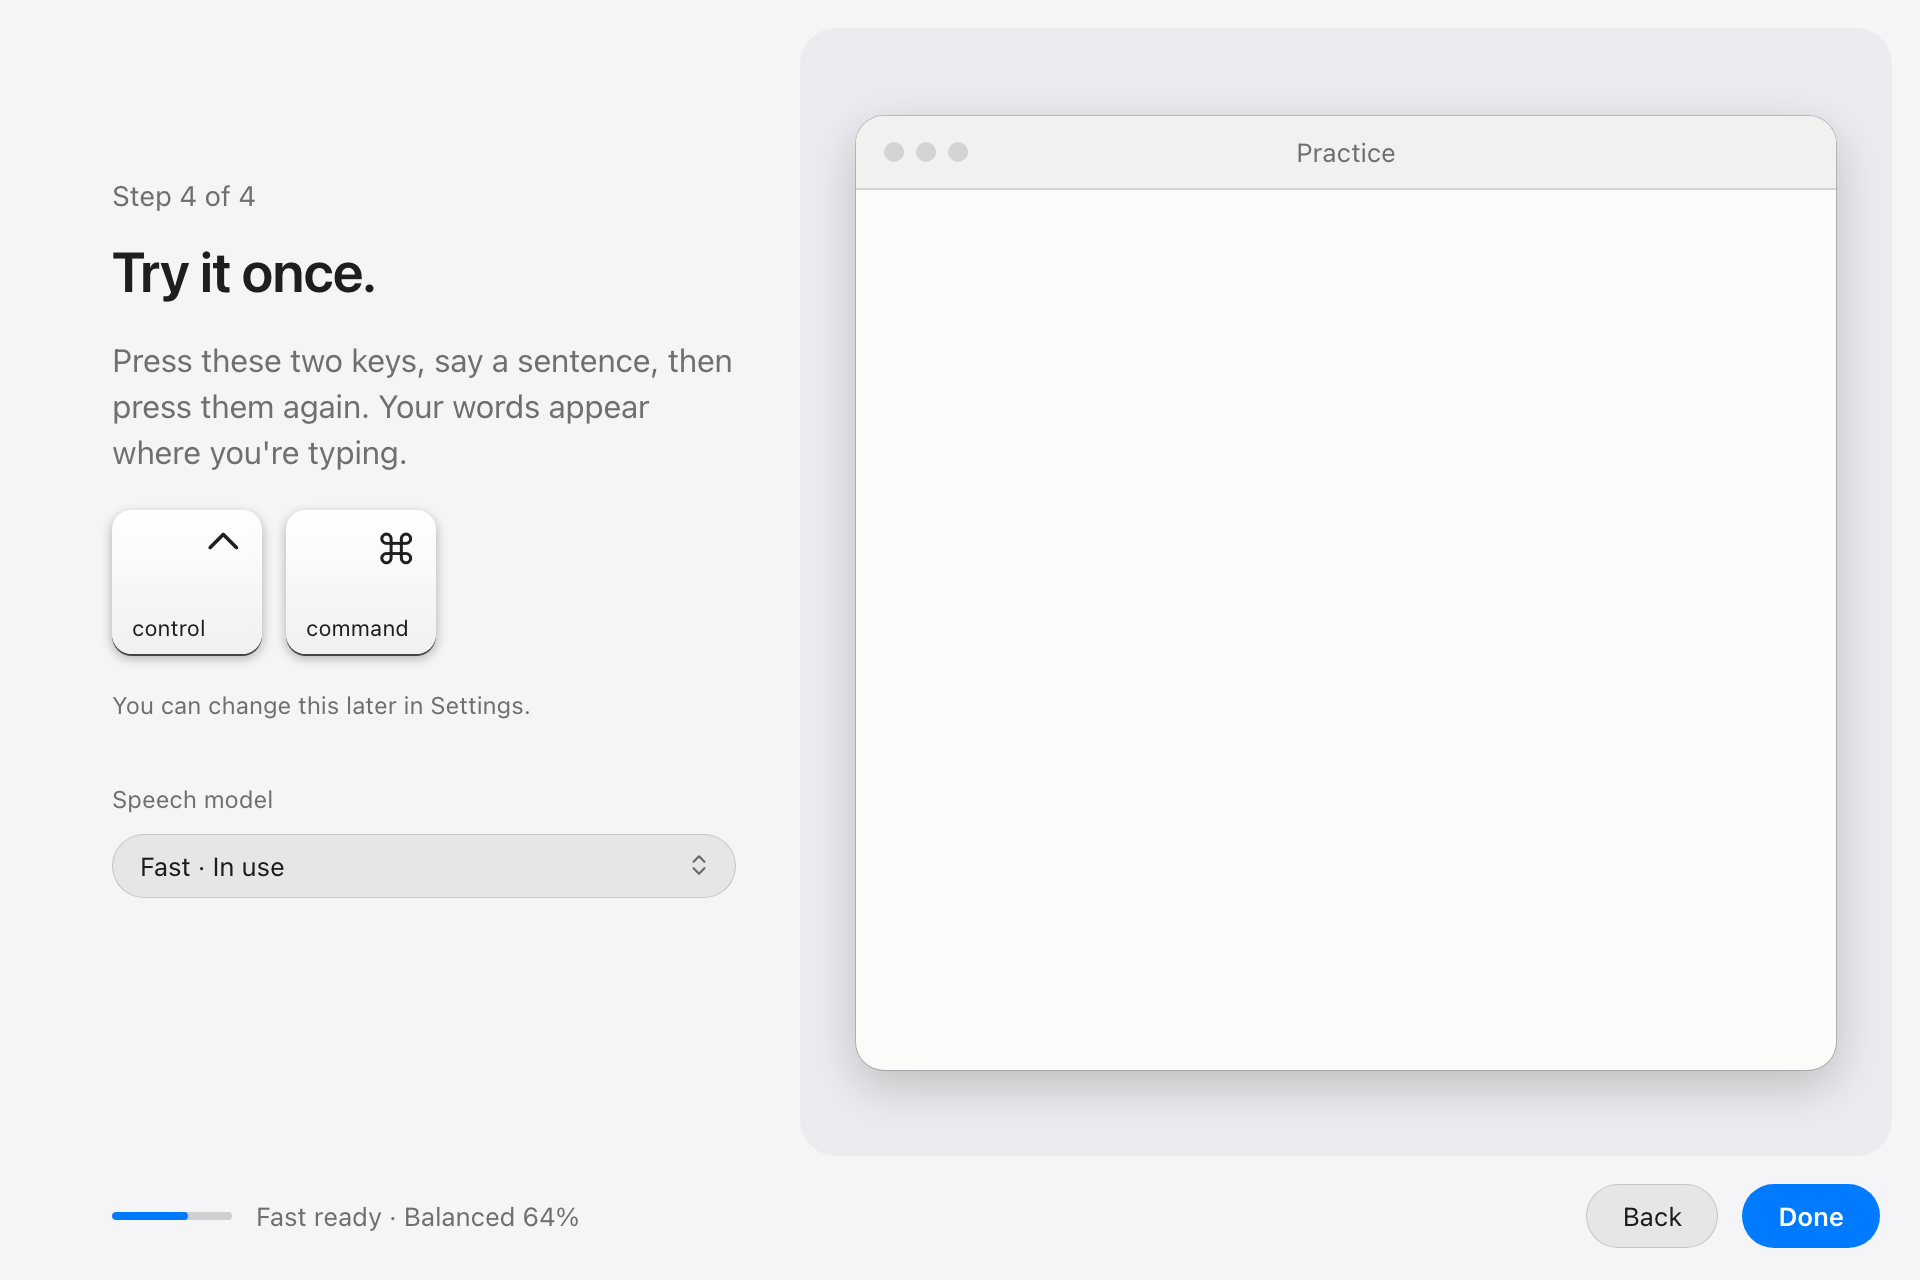 Step 4 of 4
Try it once.
Press these two keys, say a sentence, then
press them again. Your words appear
where you're typing.
⌃
⌘
control
command
You can change this later in Settings.
Speech model
Fast · In use
Practice
Fast ready · Balanced 64%
Back
Done